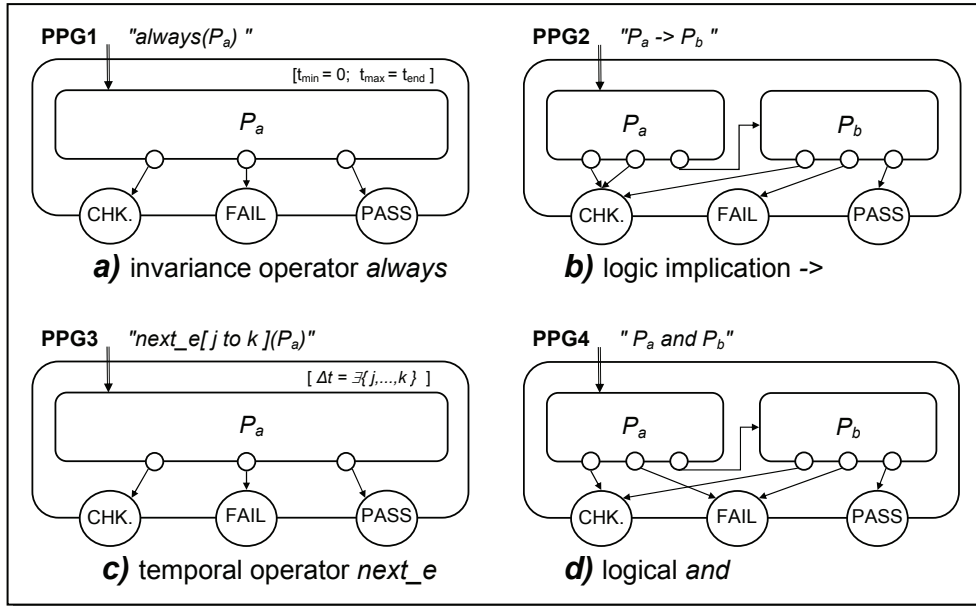 PPG1 "always(Pa) "
[tmin = 0; tmax = tend ]
Pa
CHK. FAIL PASS
a) invariance operator always
PPG2 "Pa -> Pb "
Pa Pb
CHK. FAIL PASS
b) logic implication ->
PPG3 "next_e[ j to k ](Pa)"
[ Δt = ∃{ j,...,k } ]
Pa
CHK. FAIL PASS
c) temporal operator next_e
PPG4 " Pa and Pb"
Pa Pb
CHK. FAIL PASS
d) logical and